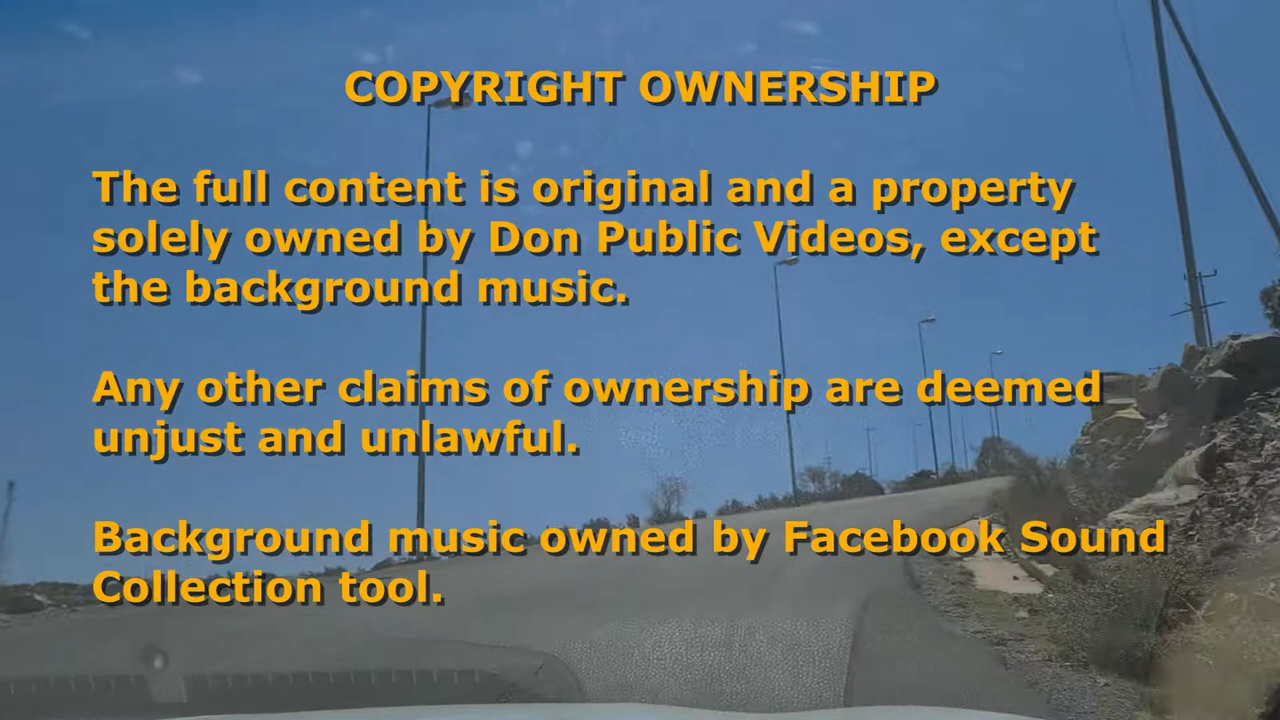 COPYRIGHT OWNERSHIP
The full content is original and a property
solely owned by Don Public Videos, except
the background music.
Any other claims of ownership are deemed
unjust and unlawful.
Background music owned by Facebook Sound
Collection tool.